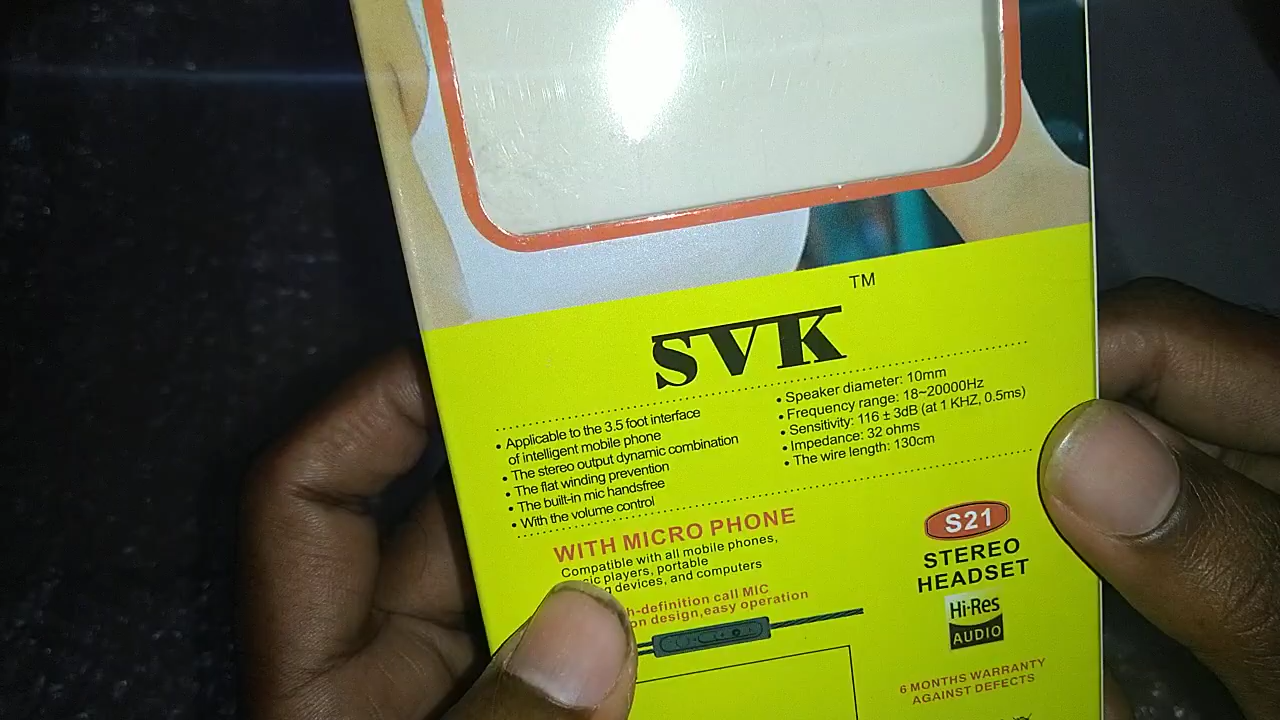 SVK TM
• Applicable to the 3.5 foot interface
of intelligent mobile phone
• The stereo output dynamic combination
• The flat winding prevention
• The built-in mic handsfree
• With the volume control
• Speaker diameter: 10mm
• Frequency range: 18~20000Hz
• Sensitivity: 116 ± 3dB (at 1 KHZ, 0.5ms)
• Impedance: 32 ohms
• The wire length: 130cm
WITH MICRO PHONE
Compatible with all mobile phones,
players, portable
devices, and computers
definition call MIC
design,easy operation
S21
STEREO
HEADSET
Hi-Res
AUDIO
6 MONTHS WARRANTY
AGAINST DEFECTS